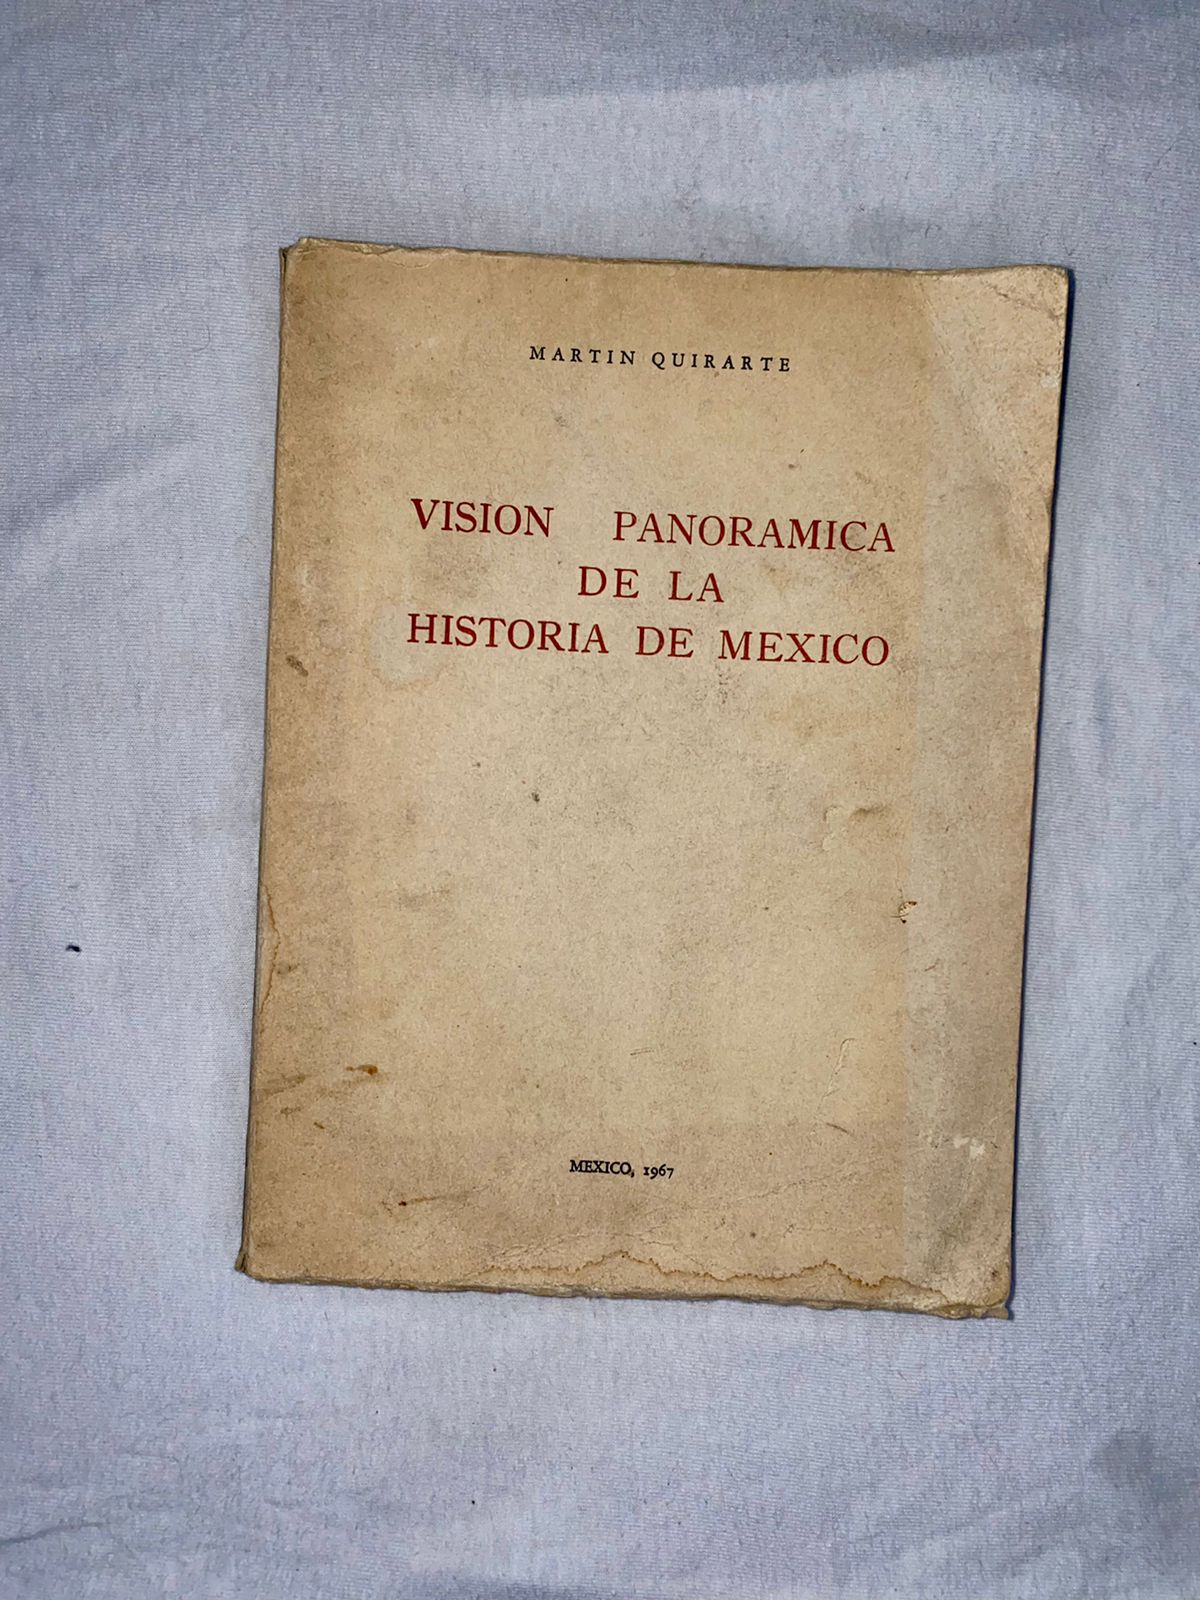 MARTIN QUIRARTE
VISION PANORAMICA
DE LA
HISTORIA DE MEXICO
MEXICO, 1967